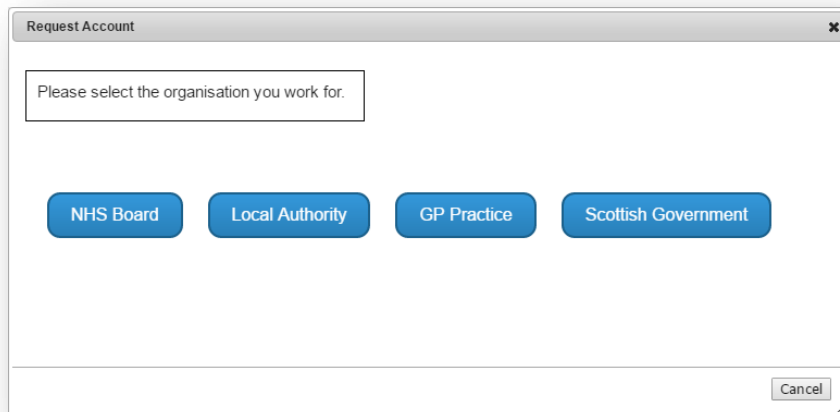 Request Account
Please select the organisation you work for.
NHS Board Local Authority GP Practice Scottish Government
Cancel